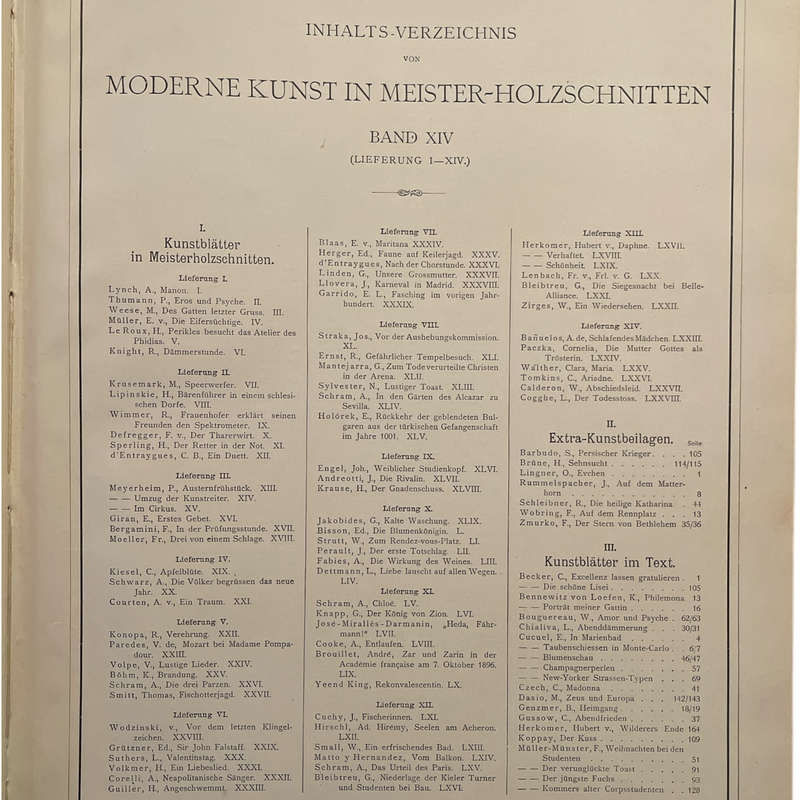 INHALTS-VERZEICHNIS
VON
MODERNE KUNST IN MEISTER-HOLZSCHNITTEN
BAND XIV
(LIEFERUNG I—XIV.)
I.
Kunstblätter
in Meisterholzschnitten.
Lieferung I.
Lynch, A., Manon. I.
Thumann, P., Eros und Psyche. II.
Weese, M., Des Gatten letzter Gruss. III.
Müller, E. v., Die Eifersüchtige. IV.
Le Roux, H., Perikles besucht das Atelier des
Phidias. V.
Knight, R., Dämmerstunde. VI.
Lieferung II.
Krusemark, M., Speerwerfer. VII.
Lipinskie, H., Bärenführer in einem schlesi-
schen Dorfe. VIII.
Wimmer, R., Frauenhofer erklärt seinen
Freunden den Spektrometer. IX.
Defregger, F. v., Der Tharerwirt. X.
Sperling, H., Der Retter in der Not. XI.
d'Entraygues, C. B., Ein Duett. XII.
Lieferung III.
Meyerheim, P., Austernfrühstück. XIII.
— — Umzug der Kunstreiter. XIV.
— — Im Cirkus. XV.
Giran, E., Erstes Gebet. XVI.
Bergamini, F., In der Prüfungsstunde. XVII.
Moeller, Fr., Drei von einem Schlage. XVIII.
Lieferung IV.
Kiesel, C., Apfelblüte. XIX.
Schwarz, A., Die Völker begrüssen das neue
Jahr. XX.
Courten, A. v., Ein Traum. XXI.
Lieferung V.
Konopa, R., Verehrung. XXII.
Paredes, V. de, Mozart bei Madame Pompa-
dour. XXIII.
Volpe, V., Lustige Lieder. XXIV.
Böhm, K., Brandung. XXV.
Schram, A., Die drei Parzen. XXVI.
Smitt, Thomas, Fischotterjagd. XXVII.
Lieferung VI.
Wodzinski, v., Vor dem letzten Klingel-
zeichen. XXVIII.
Grützner, Ed., Sir John Falstaff. XXIX.
Suthers, L., Valentinstag. XXX.
Volkmer, H., Ein Liebeslied. XXXI.
Corelli, A., Neapolitanische Sänger. XXXII.
Guiller, H., Angeschwemmt. XXXIII.
Lieferung VII.
Blaas, E. v., Maritana XXXIV.
Herger, Ed., Faune auf Keilerjagd. XXXV.
d'Entraygues, Nach der Chorstunde. XXXVI.
Linden, G., Unsere Grossmutter. XXXVII.
Llovera, J., Karneval in Madrid. XXXVIII.
Garrido, E. L., Fasching im vorigen Jahr-
hundert. XXXIX.
Lieferung VIII.
Straka, Jos., Vor der Aushebungskommission.
XL.
Ernst, R., Gefährlicher Tempelbesuch. XLI.
Mantejarra, G., Zum Tode verurteilte Christen
in der Arena. XLII.
Sylvester, N., Lustiger Toast. XLIII.
Schram, A., In den Gärten des Alcazar zu
Sevilla. XLIV.
Holórek, E., Rückkehr der geblendeten Bul-
garen aus der türkischen Gefangenschaft
im Jahre 1001. XLV.
Lieferung IX.
Engel, Joh., Weiblicher Studienkopf. XLVI.
Andreotti, J., Die Rivalin. XLVII.
Krause, H., Der Gnadenschuss. XLVIII.
Lieferung X.
Jakobides, G., Kalte Waschung. XLIX.
Bisson, Ed., Die Blumenkönigin. L.
Strutt, W., Zum Rendez-vous-Platz. LI.
Perault, J., Der erste Totschlag. LII.
Fabies, A., Die Wirkung des Weines. LIII.
Dettmann, L., Liebe lauscht auf allen Wegen.
LIV.
Lieferung XI.
Schram, A., Chloë. LV.
Knapp, G., Der König von Zion. LVI.
José-Mirallès-Darmanin, „Heda, Fähr-
mann!“ LVII.
Cooke, A., Entlaufen. LVIII.
Brouillet, André, Zar und Zarin in der
Académie française am 7. Oktober 1896.
LIX.
Yeend King, Rekonvalescentin. LX.
Lieferung XII.
Cuchy, J., Fischerinnen. LXI.
Hirschl, Ad. Hirémy, Seelen am Acheron.
LXII.
Small, W., Ein erfrischendes Bad. LXIII.
Matto y Hernandez, Vom Balkon. LXIV.
Schram, A., Das Urteil des Paris. LXV.
Bleibtreu, G., Niederlage der Kieler Turner
und Studenten bei Bau. LXVI.
Lieferung XIII.
Herkomer, Hubert v., Daphne. LXVII.
— — Verhaftet. LXVIII.
— — Schönheit. LXIX.
Lenbach, Fr. v., Frl. v. G. LXX.
Bleibtreu, G., Die Siegesnacht bei Belle-
Alliance. LXXI.
Zirges, W., Ein Wiedersehen. LXXII.
Lieferung XIV.
Bañuelos, A. de, Schlafendes Mädchen. LXXIII.
Paczka, Cornelia, Die Mutter Gottes als
Trösterin. LXXIV.
Walther, Clara, Maria. LXXV.
Tomkins, C., Ariadne. LXXVI.
Calderon, W., Abschiedsleid. LXXVII.
Cogghe, L., Der Todesstoss. LXXVIII.
II.
Extra-Kunstbeilagen.
Seite
Barbudo, S., Persischer Krieger . . . . 105
Brüne, H., Sehnsucht . . . . . . 114/115
Lingner, O., Evchen . . . . . . . . 1
Rummelspacher, J., Auf dem Matter-
horn . . . . . . . . . . . 8
Schleibner, R., Die heilige Katharina . 44
Wobring, F., Auf dem Rennplatz . . . 13
Zmurko, F., Der Stern von Bethlehem 35/36
III.
Kunstblätter im Text.
Becker, C., Excellenz lassen gratulieren . 1
— — Die schöne Lisei . . . . . . . 105
Bennewitz von Loefen, K., Philemona 13
— — Porträt meiner Gattin . . . . . 16
Bouguereau, W., Amor und Psyche . 62/63
Chialiva, L., Abenddämmerung . . . 30/31
Cucuel, E., In Marienbad . . . . . . 4
— — Taubenschiessen in Monte-Carlo . . 6/7
— — Blumenschau . . . . . . . . 46/47
— — Champagnerperlen . . . . . . . 57
— — New-Yorker Strassen-Typen . . . 69
Czech, C., Madonna . . . . . . . . 41
Dasio, M., Zeus und Europa . . . 142/143
Genzmer, B., Heimgang . . . . . 18/19
Gussow, C., Abendfrieden . . . . . . 37
Herkomer, Hubert v., Wilderers Ende 164
Koppay, Der Kuss . . . . . . . . . 109
Müller-Münster, F., Weihnachten bei den
Studenten . . . . . . . . . . 51
— — Der verunglückte Toast . . . . . 91
— — Der jüngste Fuchs . . . . . . . 93
— — Kommers alter Corpsstudenten . . 128